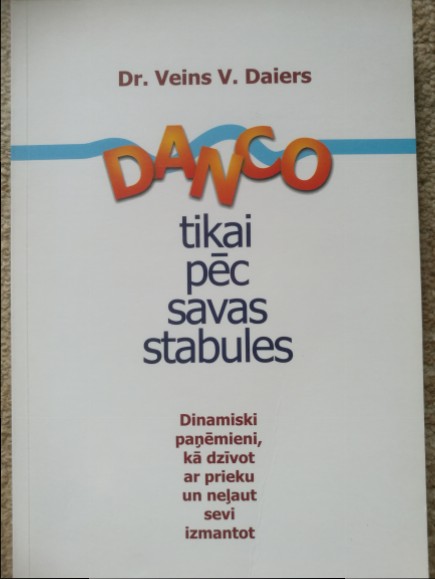 Dr. Veins V. Daiers
DANCO
tikai
pēc
savas
stabules
Dinamiski
paņēmieni,
kā dzīvot
ar prieku
un neļaut
sevi
izmantot